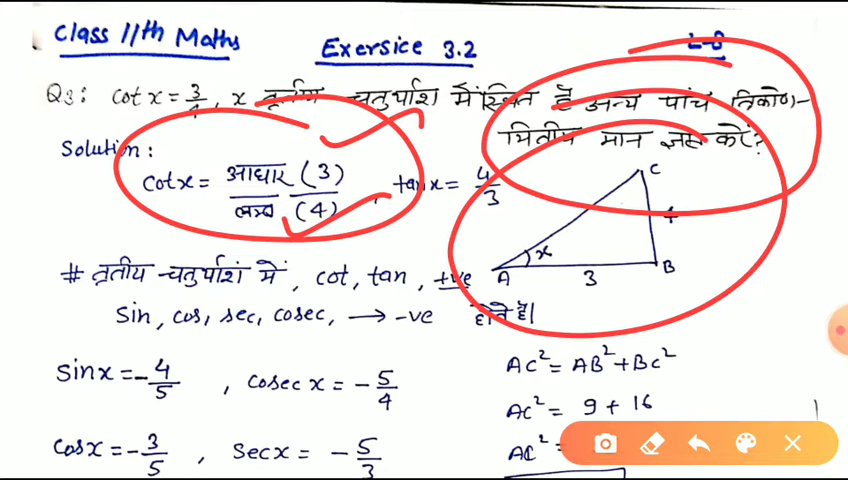 Class 11th Maths
Exersice 3.2
L-8
Q3: cot x = 3/4, x तृतीय चतुर्थांश में स्थित है अन्य पांच त्रिकोण-
मितीय मान ज्ञात करो?
Solution:
cot x = आधार (3) / लम्ब (4), tan x = 4/3
C
x
4
A 3 B
# तृतीय-चतुर्थांश में, cot, tan, +ve
sin, cos, sec, cosec, → -ve होते है।
sin x = -4/5, cosec x = -5/4
AC² = AB² + BC²
AC² = 9 + 16
cos x = -3/5, sec x = -5/3
AC² =